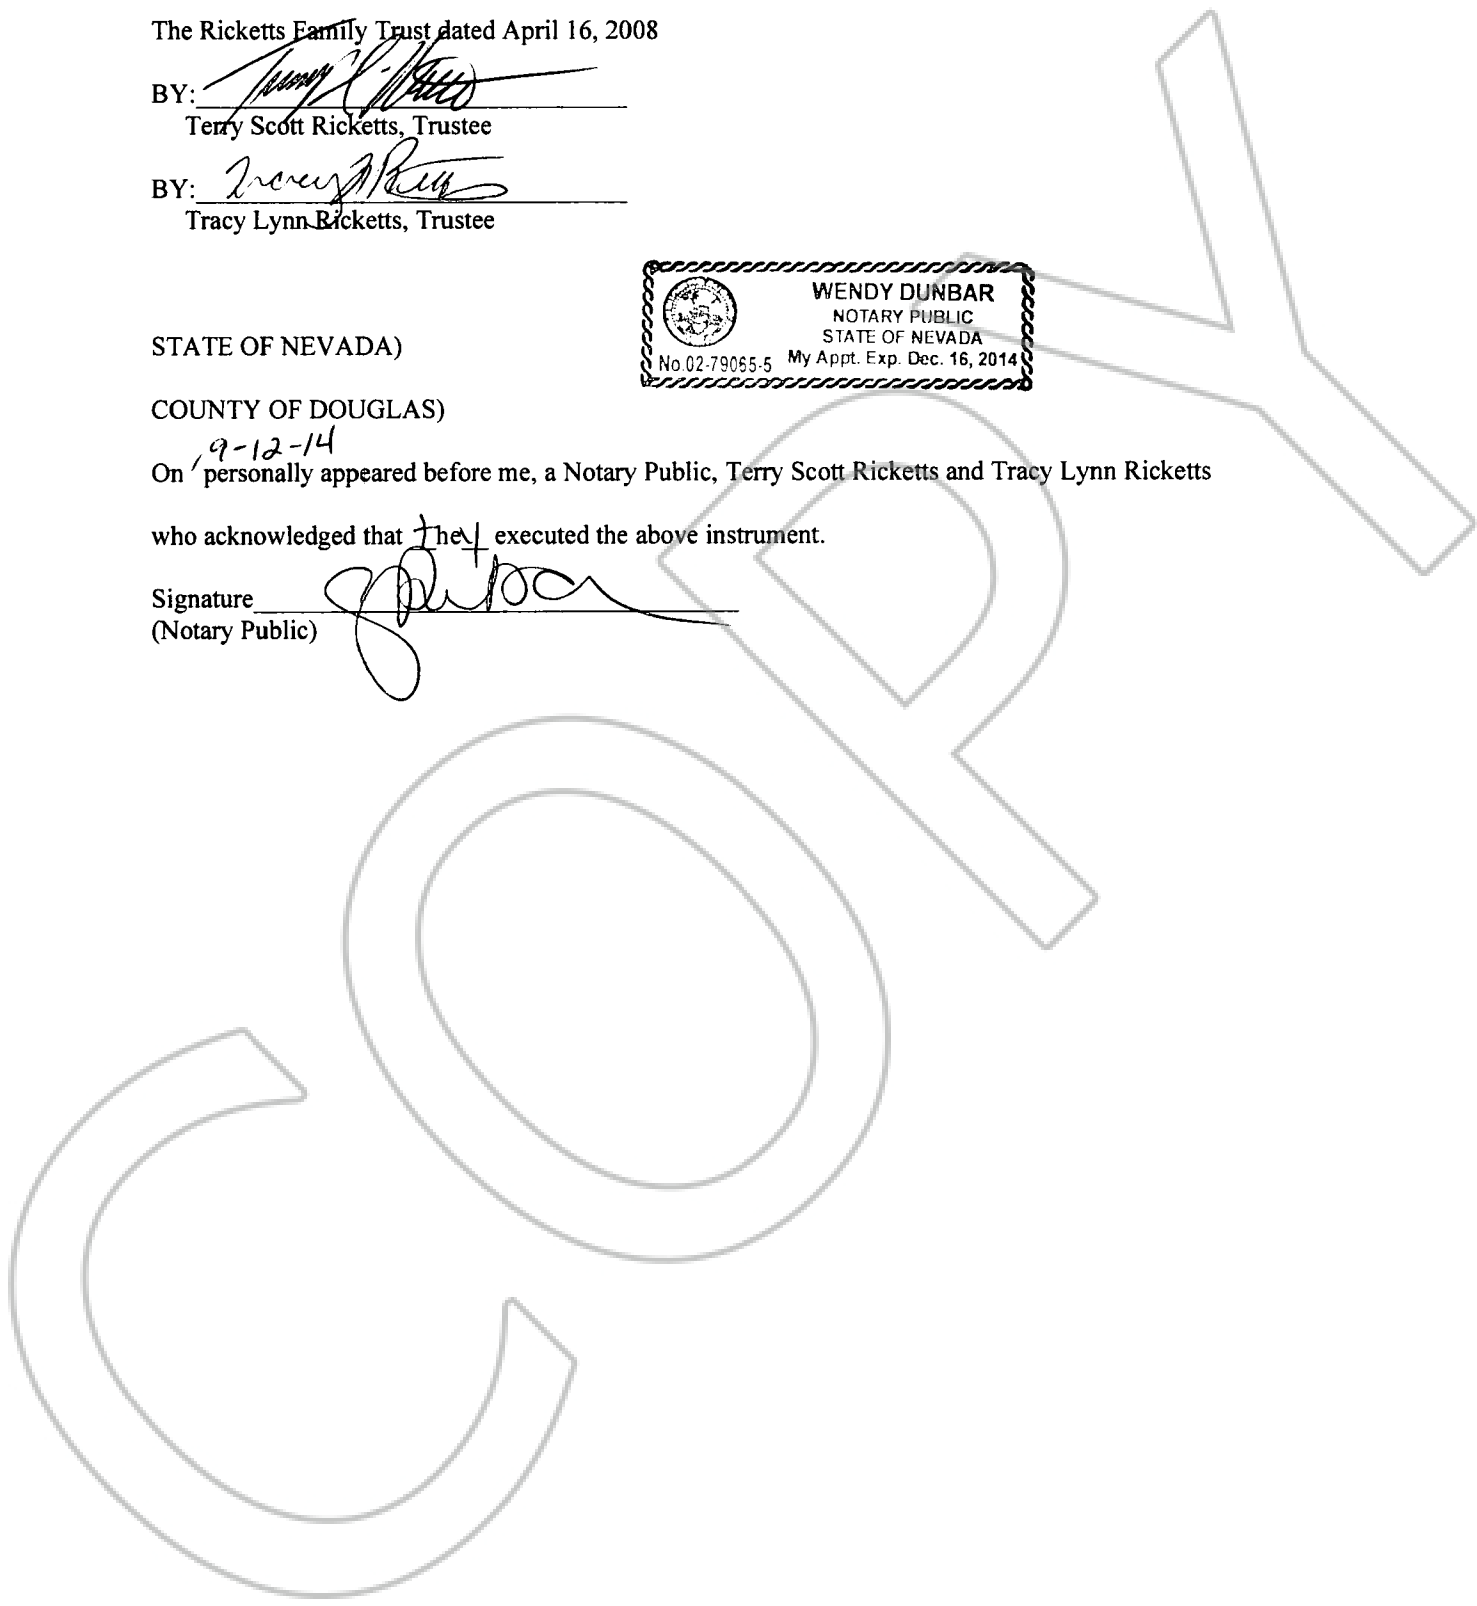 The Ricketts Family Trust dated April 16, 2008
BY:
Terry Scott Ricketts, Trustee
BY:
Tracy Lynn Ricketts, Trustee
WENDY DUNBAR
NOTARY PUBLIC
STATE OF NEVADA
No.02-79065-5 My Appt. Exp. Dec. 16, 2014
STATE OF NEVADA)
COUNTY OF DOUGLAS)
9-12-14
On personally appeared before me, a Notary Public, Terry Scott Ricketts and Tracy Lynn Ricketts
who acknowledged that they executed the above instrument.
Signature
(Notary Public)
COPY